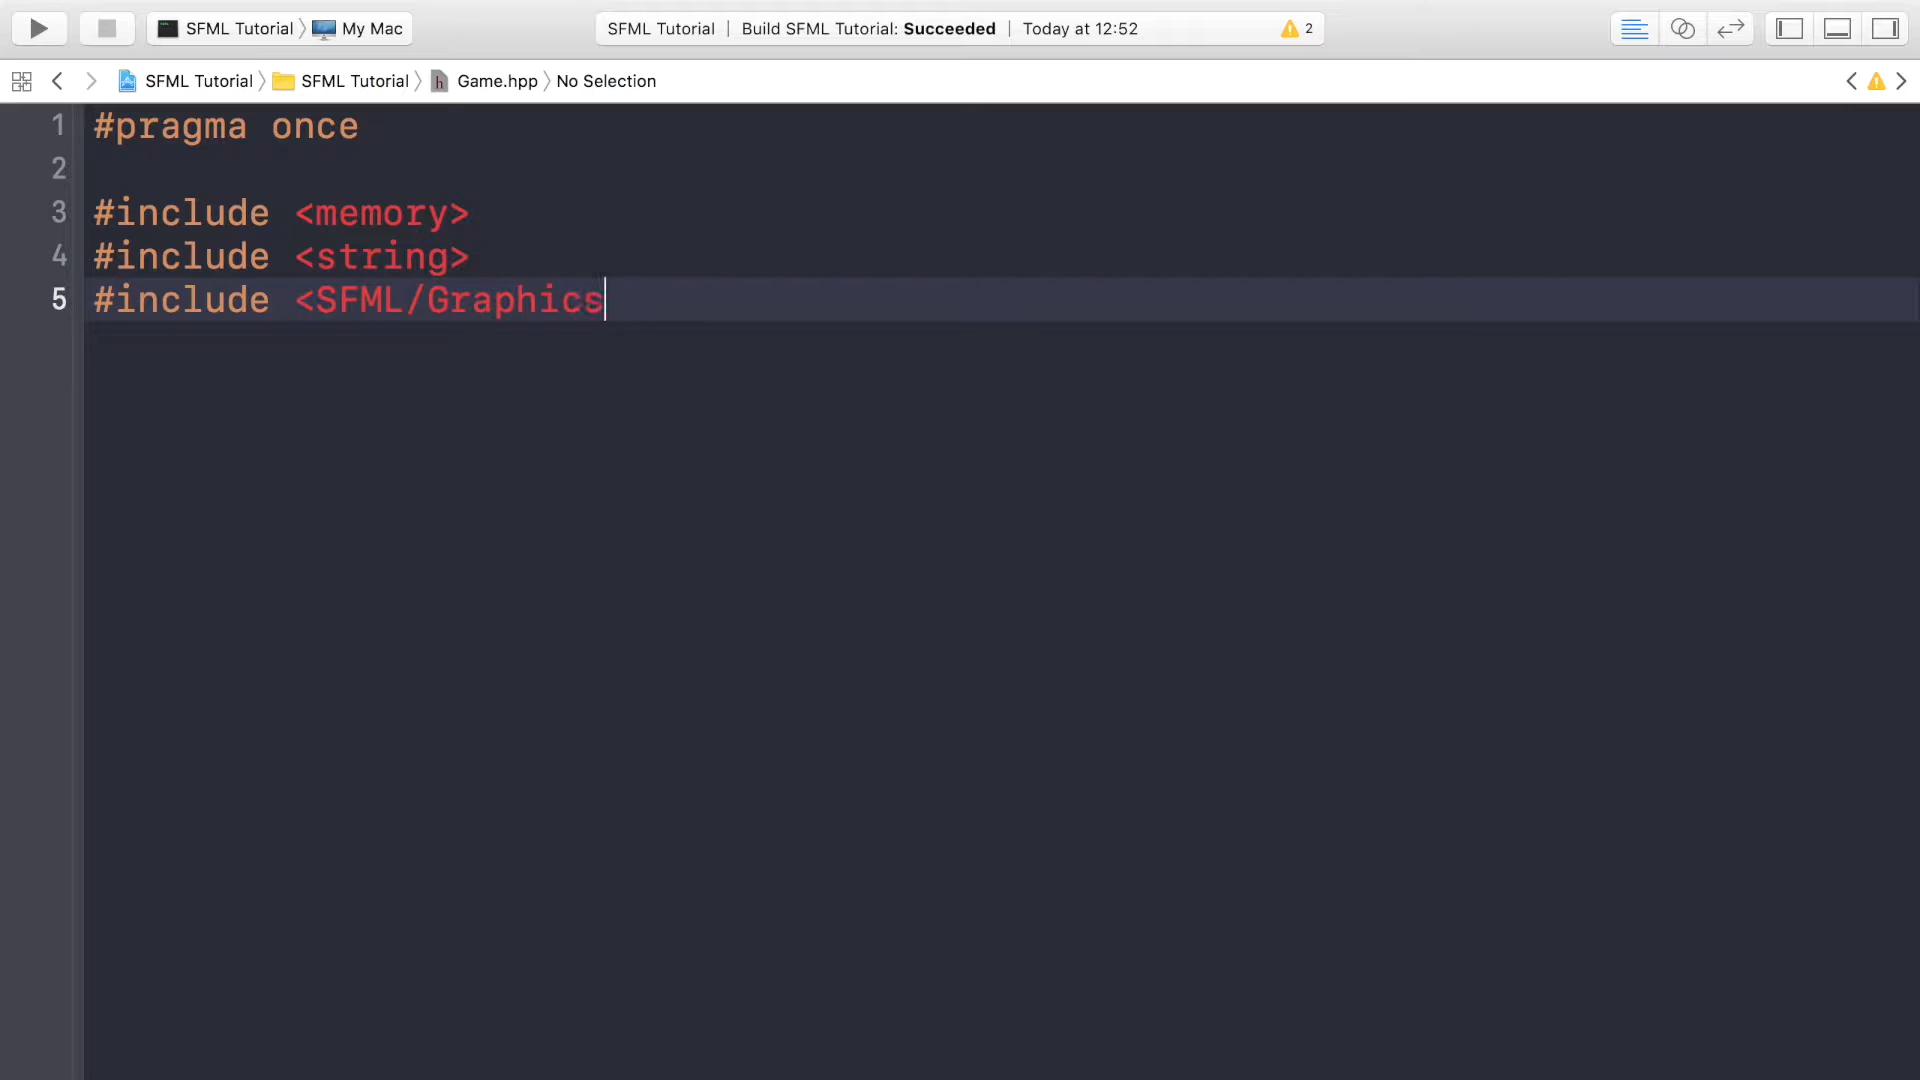 SFML Tutorial My Mac SFML Tutorial | Build SFML Tutorial: Succeeded | Today at 12:52 2
SFML Tutorial SFML Tutorial h Game.hpp No Selection
1 #pragma once
2
3 #include <memory>
4 #include <string>
5 #include <SFML/Graphics